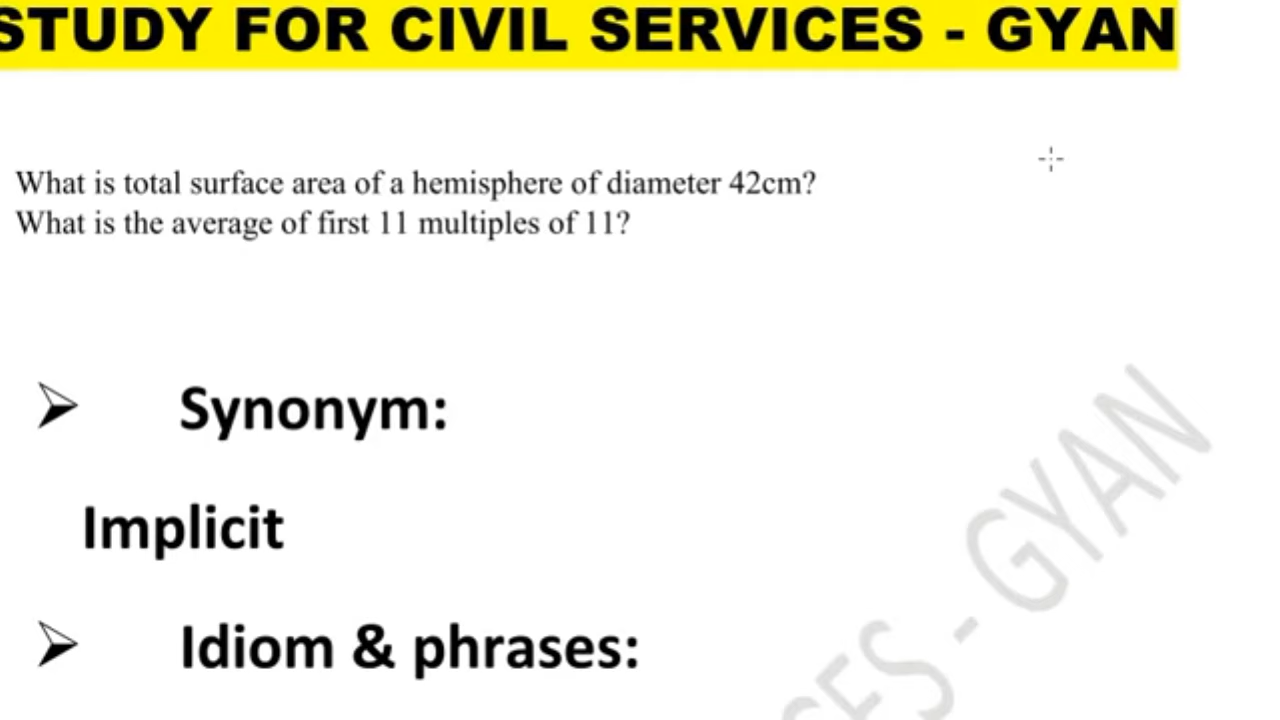 STUDY FOR CIVIL SERVICES - GYAN
What is total surface area of a hemisphere of diameter 42cm?
What is the average of first 11 multiples of 11?
Synonym:
Implicit
Idiom & phrases:
- GYAN